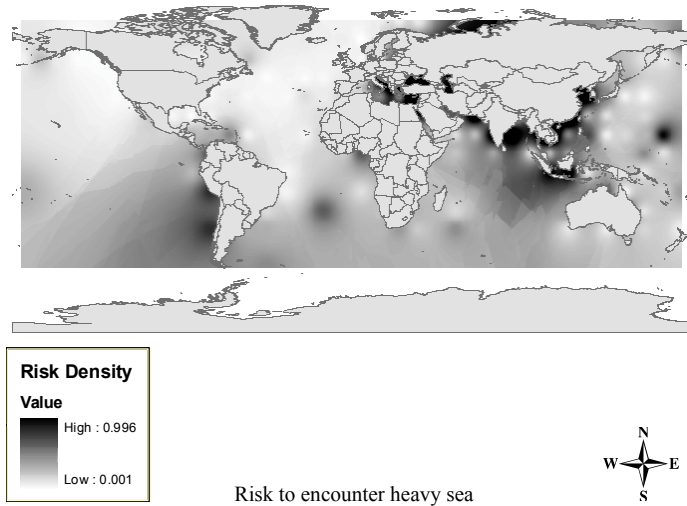 Risk Density
Value
High : 0.996
Low : 0.001
N
W E
S
Risk to encounter heavy sea